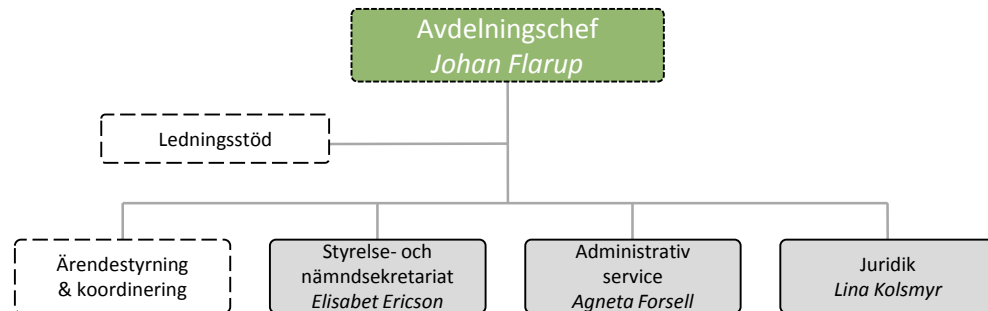 Avdelningschef
Johan Flarup
Ledningsstöd
Ärendestyrning
& koordinering
Styrelse- och
nämndsekretariat
Elisabet Ericson
Administrativ
service
Agneta Forsell
Juridik
Lina Kolsmyr